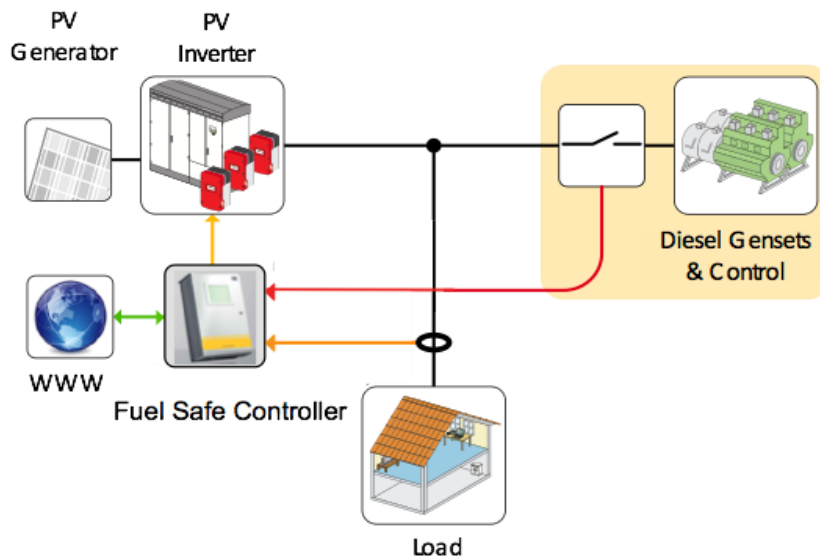 PV
Generator
PV
Inverter
Diesel Gensets
& Control
WWW
Fuel Safe Controller
Load